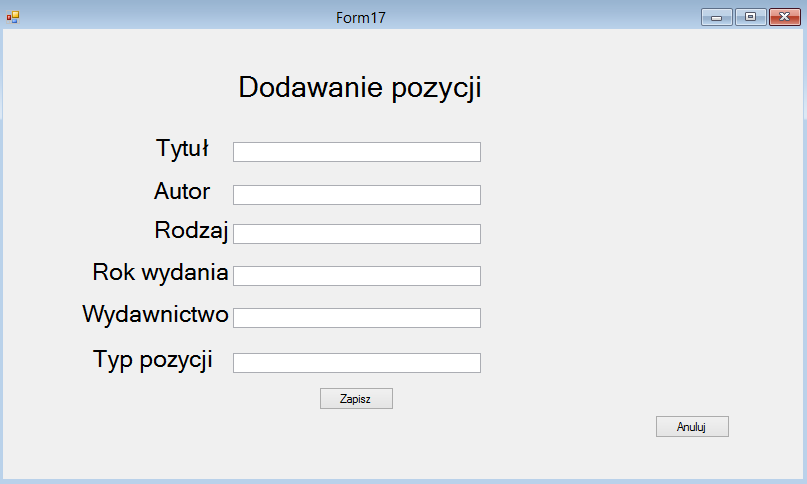 Form17
Dodawanie pozycji
Tytuł
Autor
Rodzaj
Rok wydania
Wydawnictwo
Typ pozycji
Zapisz
Anuluj